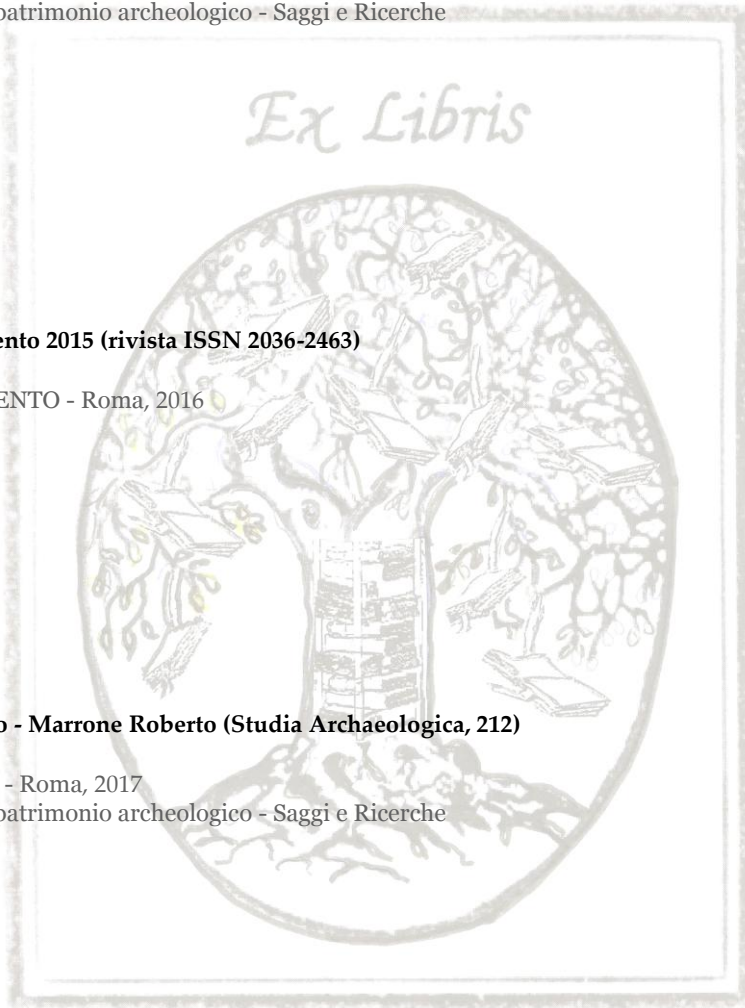 patrimonio archeologico - Saggi e Ricerche
Ex Libris
ento 2015 (rivista ISSN 2036-2463)
ENTO - Roma, 2016
o - Marrone Roberto (Studia Archaeologica, 212)
- Roma, 2017
patrimonio archeologico - Saggi e Ricerche